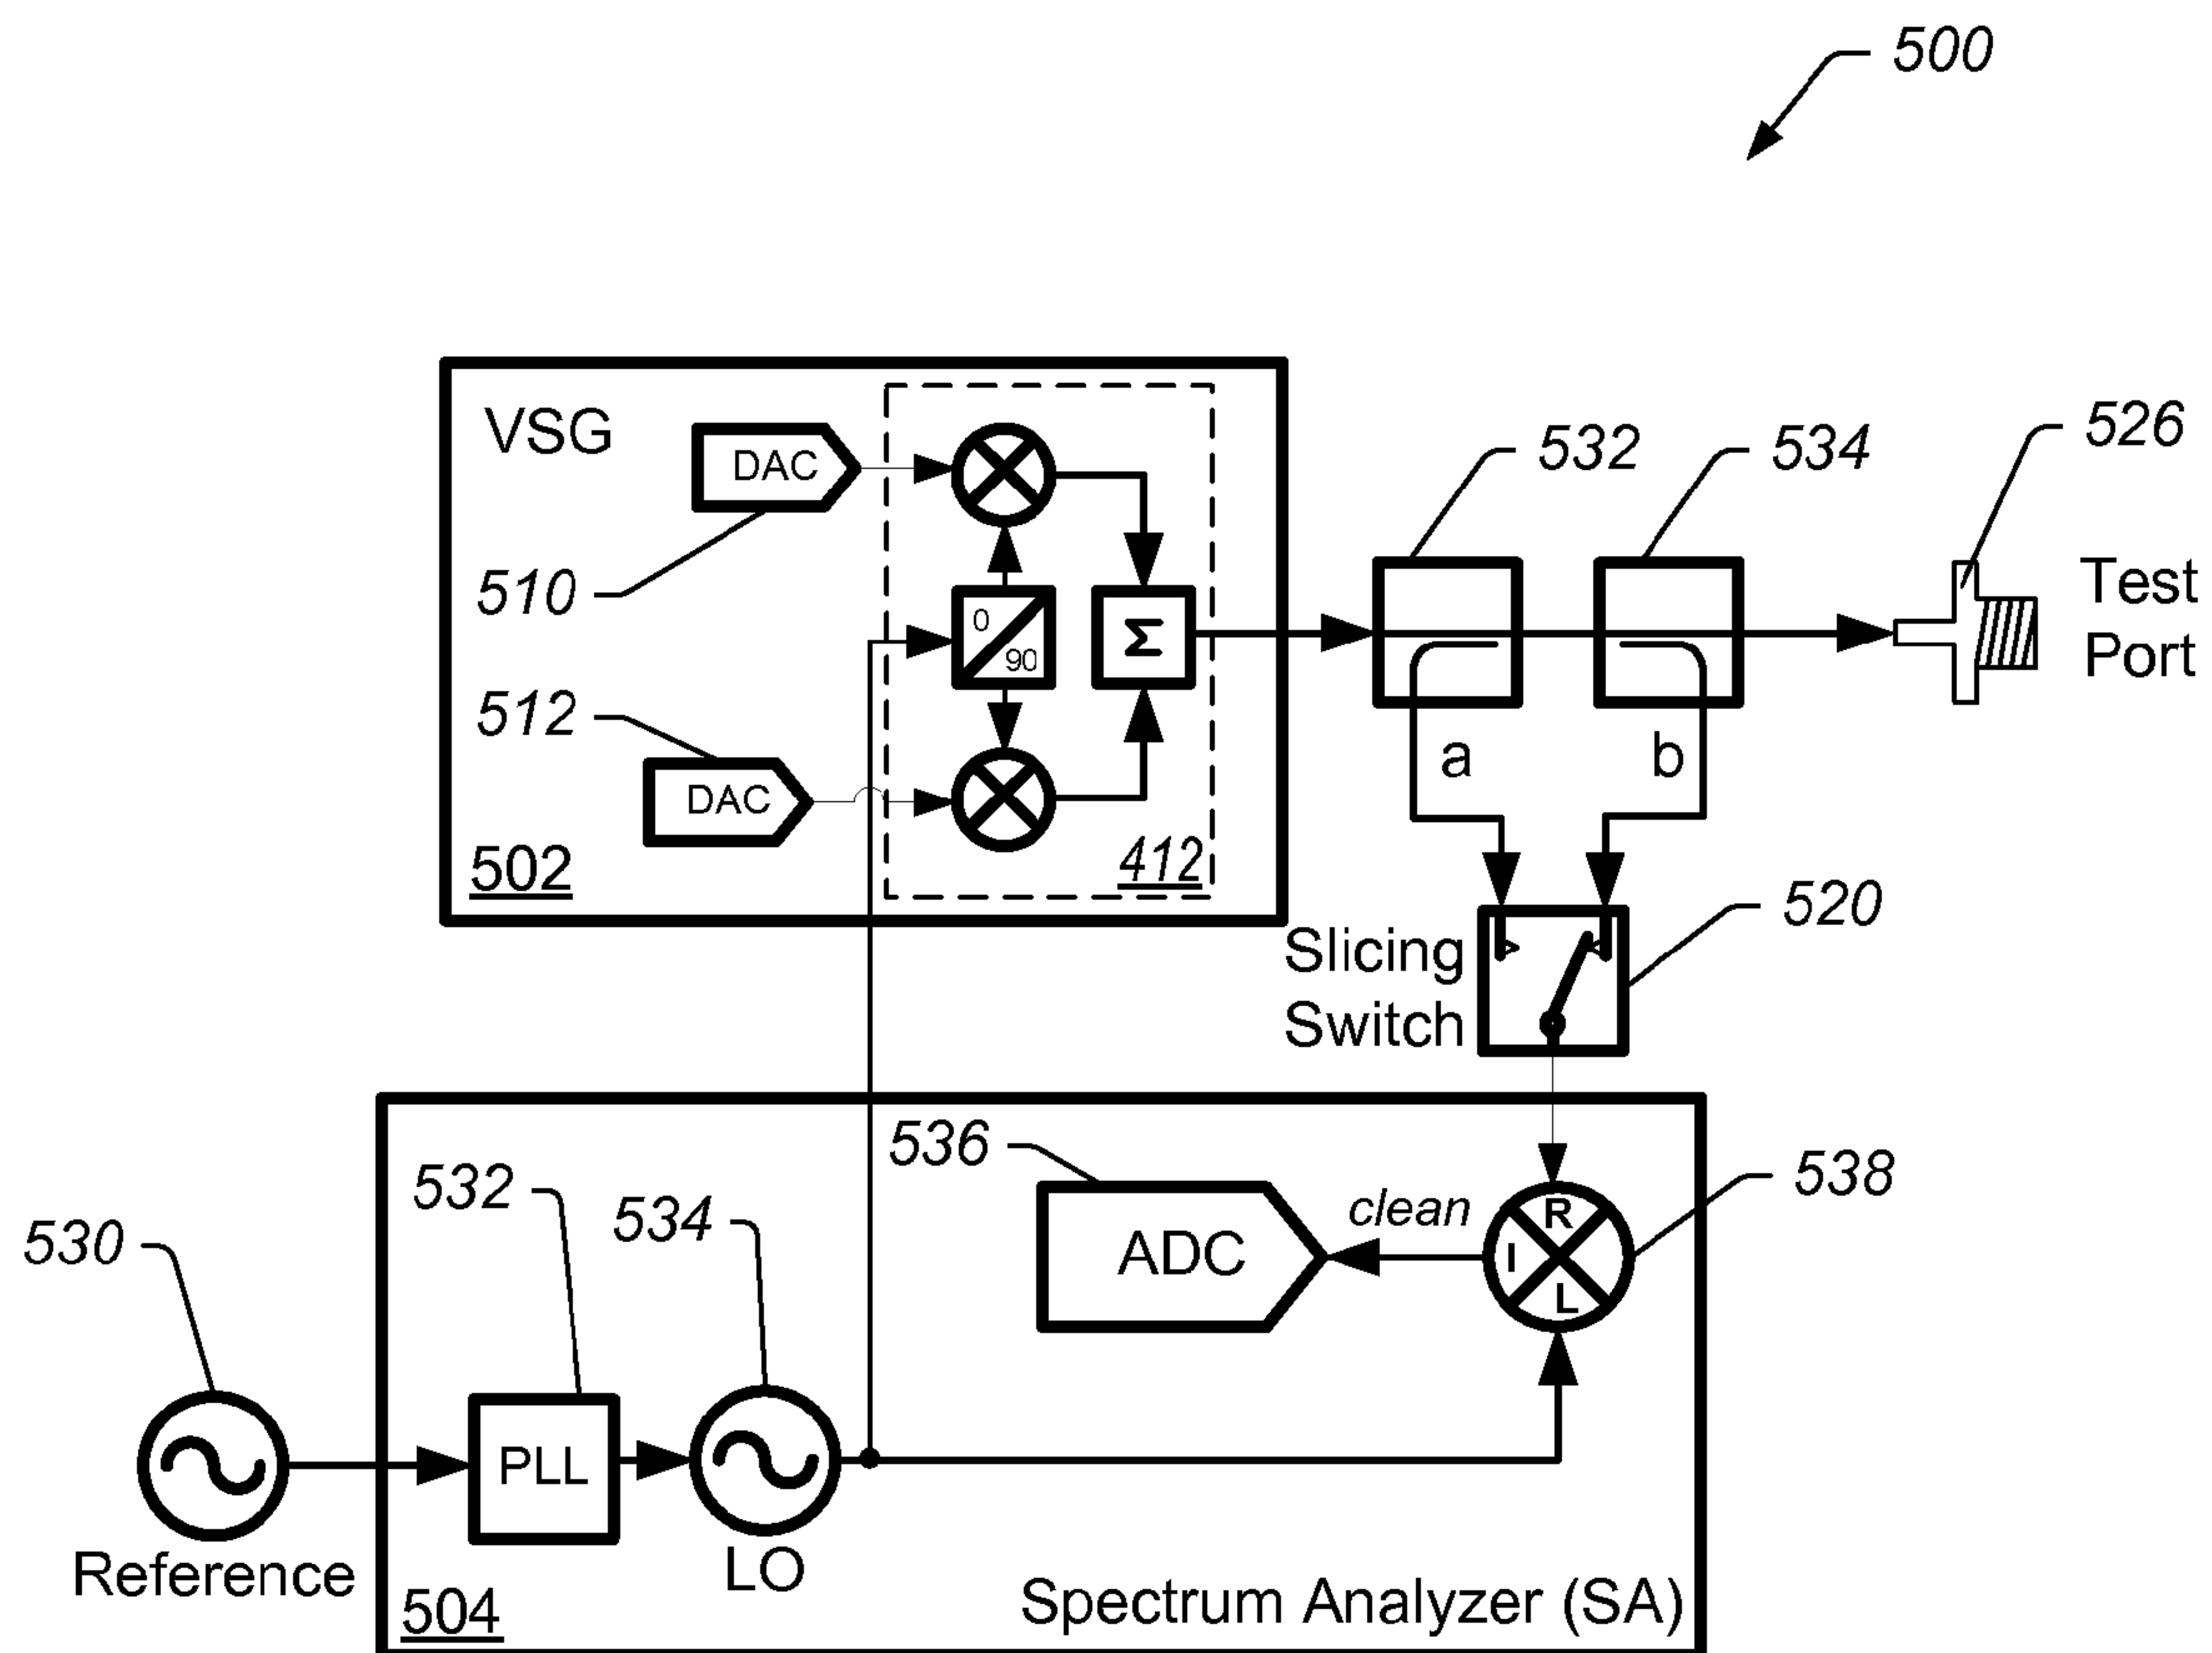 500
VSG
DAC
510
0
90
Σ
512
DAC
502
412
532
534
526
Test
Port
a
b
520
Slicing
Switch
536
538
532
534
530
clean
ADC
R
I
L
PLL
LO
Reference
504
Spectrum Analyzer (SA)